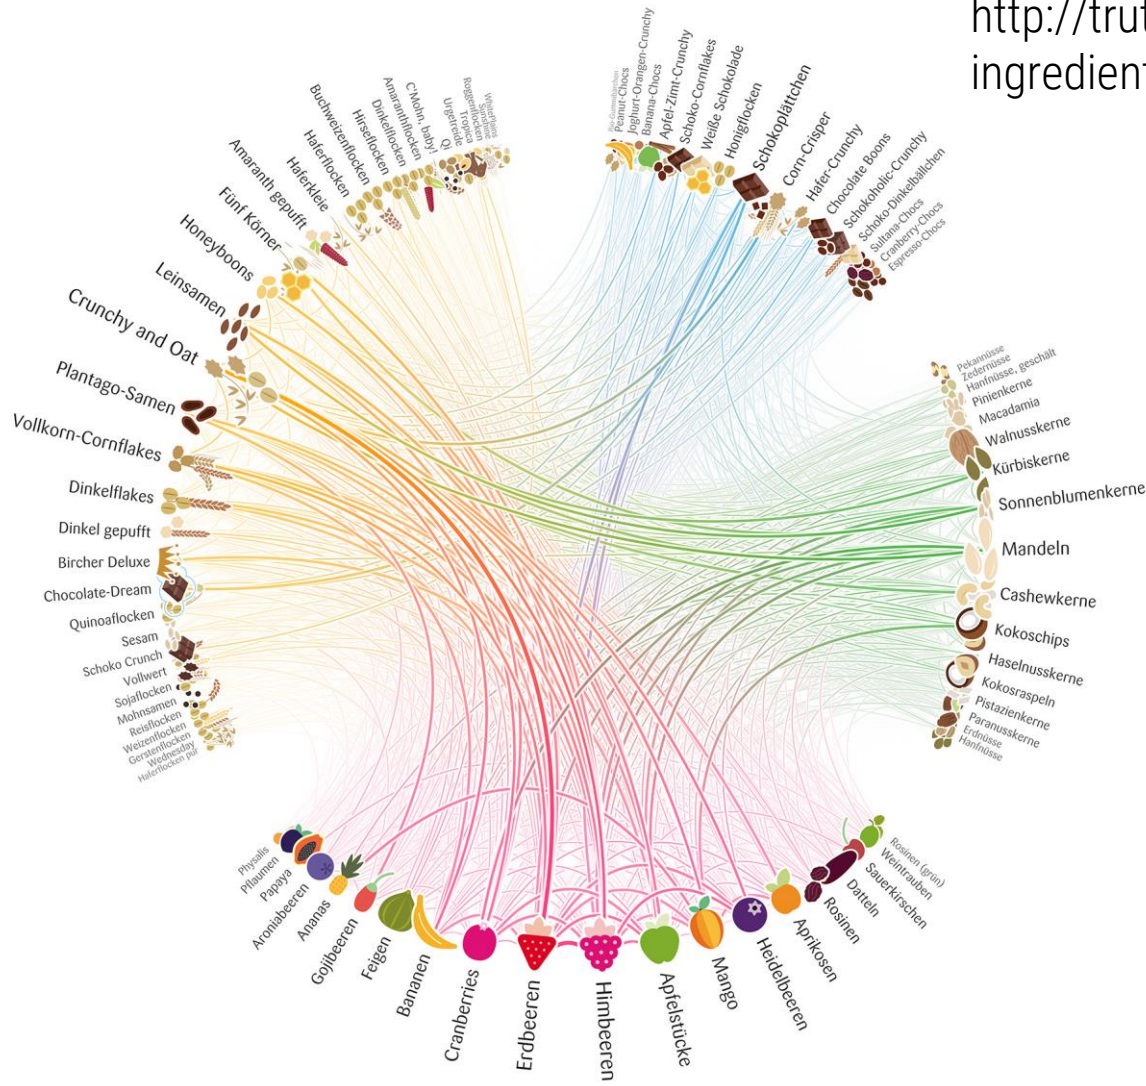 http://trut
ingredient
Haferflocken pur
Wednesday
Gerstenflocken
Weizenflocken
Reisflocken
Mohnsamen
Sojaflocken
Vollwert
Schoko Crunch
Sesam
Quinoaflocken
Chocolate-Dream
Bircher Deluxe
Dinkel gepufft
Dinkelflakes
Vollkorn-Cornflakes
Plantago-Samen
Crunchy and Oat
Leinsamen
Honeyboons
Fünf Körner
Amaranth gepufft
Haferkleie
Haferflocken
Buchweizenflocken
Hirseflocken
Dinkelflocken
Amaranthflocken
C'Mohn, baby!
Qi
Urgetreide
Tropica
Roggenflocken
Sunshine
Peanut-Chocs
Joghurt-Orangen-Crunchy
Banana-Chocs
Apfel-Zimt-Crunchy
Schoko-Cornflakes
Weiße Schokolade
Honigflocken
Schokoplättchen
Corn-Crisper
Hafer-Crunchy
Chocolate Boons
Schokoholic-Crunchy
Schoko-Dinkelbällchen
Sultana-Chocs
Cranberry-Chocs
Espresso-Chocs
Pekannüsse
Zedernüsse
Hanfnüsse, geschält
Pinienkerne
Macadamia
Walnusskerne
Kürbiskerne
Sonnenblumenkerne
Mandeln
Cashewkerne
Kokoschips
Haselnusskerne
Kokosraspeln
Pistazienkerne
Paranusskerne
Erdnüsse
Hanfnüsse
Rosinen (grün)
Weintrauben
Sauerkirschen
Datteln
Rosinen
Aprikosen
Heidelbeeren
Mango
Apfelstücke
Himbeeren
Erdbeeren
Cranberries
Bananen
Feigen
Gojibeeren
Ananas
Aroniabeeren
Papaya
Pflaumen
Physalis